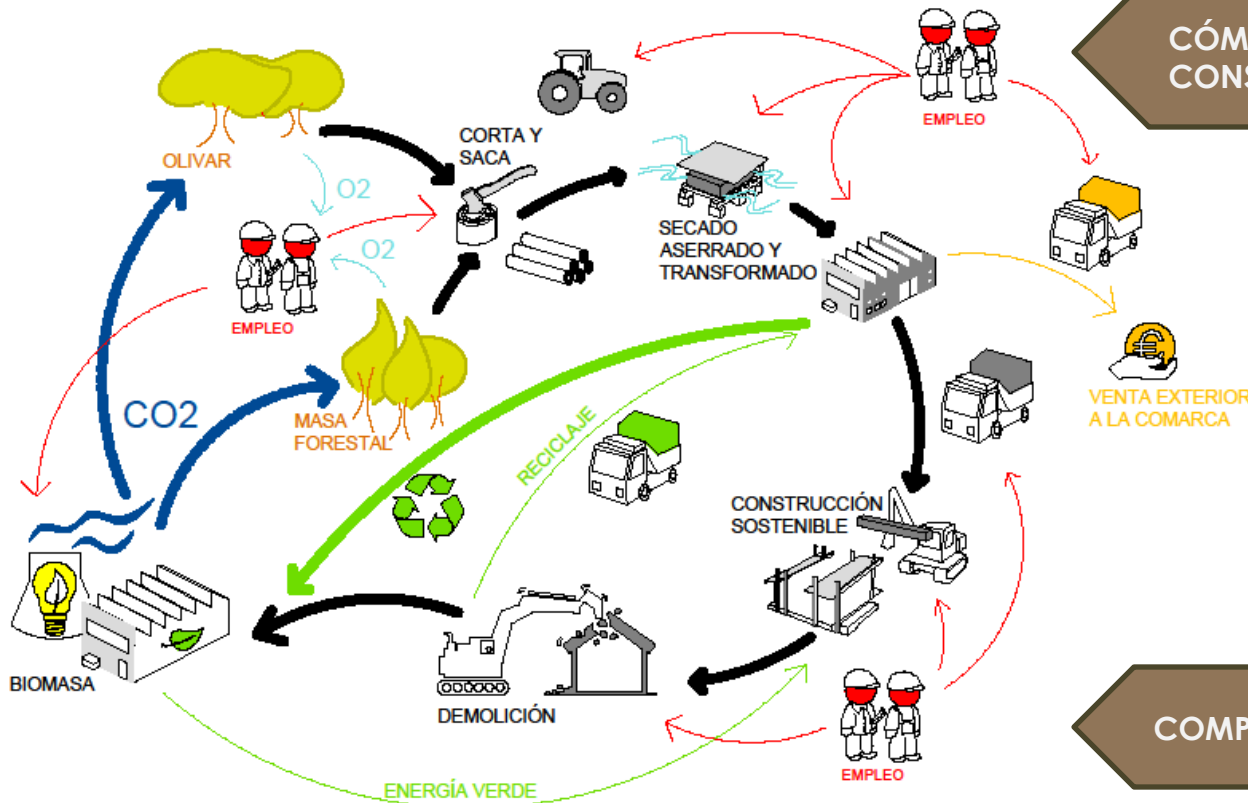 CÓM
CONS
EMPLEO
CORTA Y
SACA
OLIVAR
O2
SECADO
ASERRADO Y
TRANSFORMADO
O2
EMPLEO
CO2
MASA
FORESTAL
RECICLAJE
VENTA EXTERIOR
A LA COMARCA
CONSTRUCCIÓN
SOSTENIBLE
BIOMASA
DEMOLICIÓN
EMPLEO
ENERGÍA VERDE
COMP